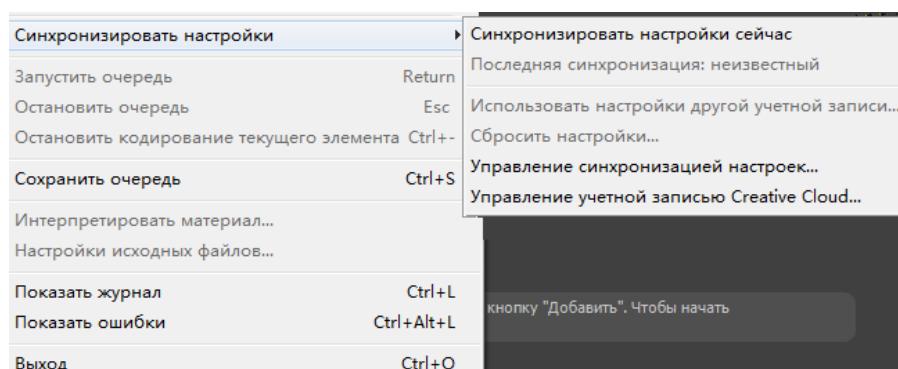 Синхронизировать настройки
Запустить очередь Return
Остановить очередь Esc
Остановить кодирование текущего элемента Ctrl+-
Сохранить очередь Ctrl+S
Интерпретировать материал...
Настройки исходных файлов...
Показать журнал Ctrl+L
Показать ошибки Ctrl+Alt+L
Выход Ctrl+Q
Синхронизировать настройки сейчас
Последняя синхронизация: неизвестный
Использовать настройки другой учетной записи...
Сбросить настройки...
Управление синхронизацией настроек...
Управление учетной записью Creative Cloud...
кнопку "Добавить". Чтобы начать